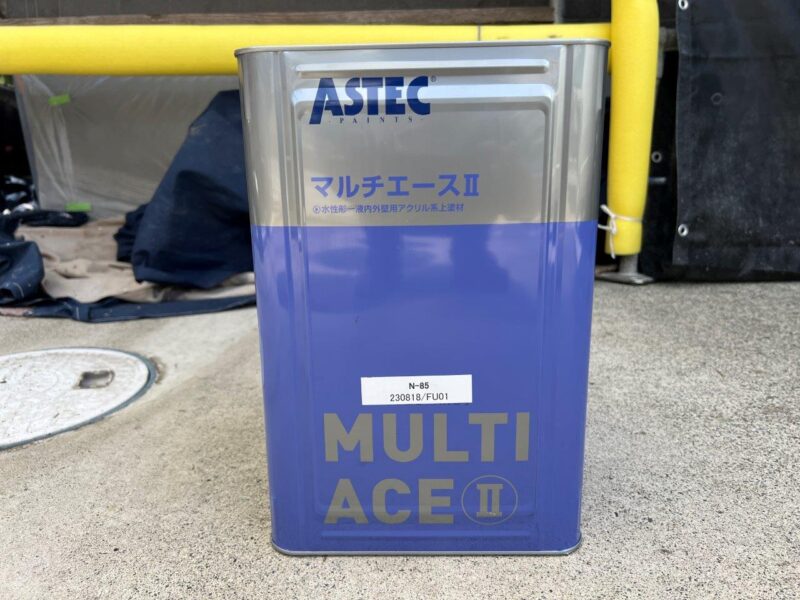 ASTEC®
- PAINTS -
マルチエースⅡ
水性形一液内外壁用アクリル系上塗材
N-85
230818/FU01
MULTI
ACE Ⅱ